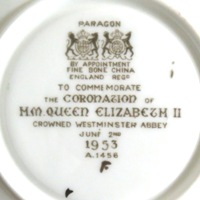 PARAGON
BY APPOINTMENT
FINE BONE CHINA
ENGLAND REGD
TO COMMEMORATE
THE CORONATION OF
H.M. QUEEN ELIZABETH II
CROWNED WESTMINSTER ABBEY
JUNE 2ND
1953
A.1456